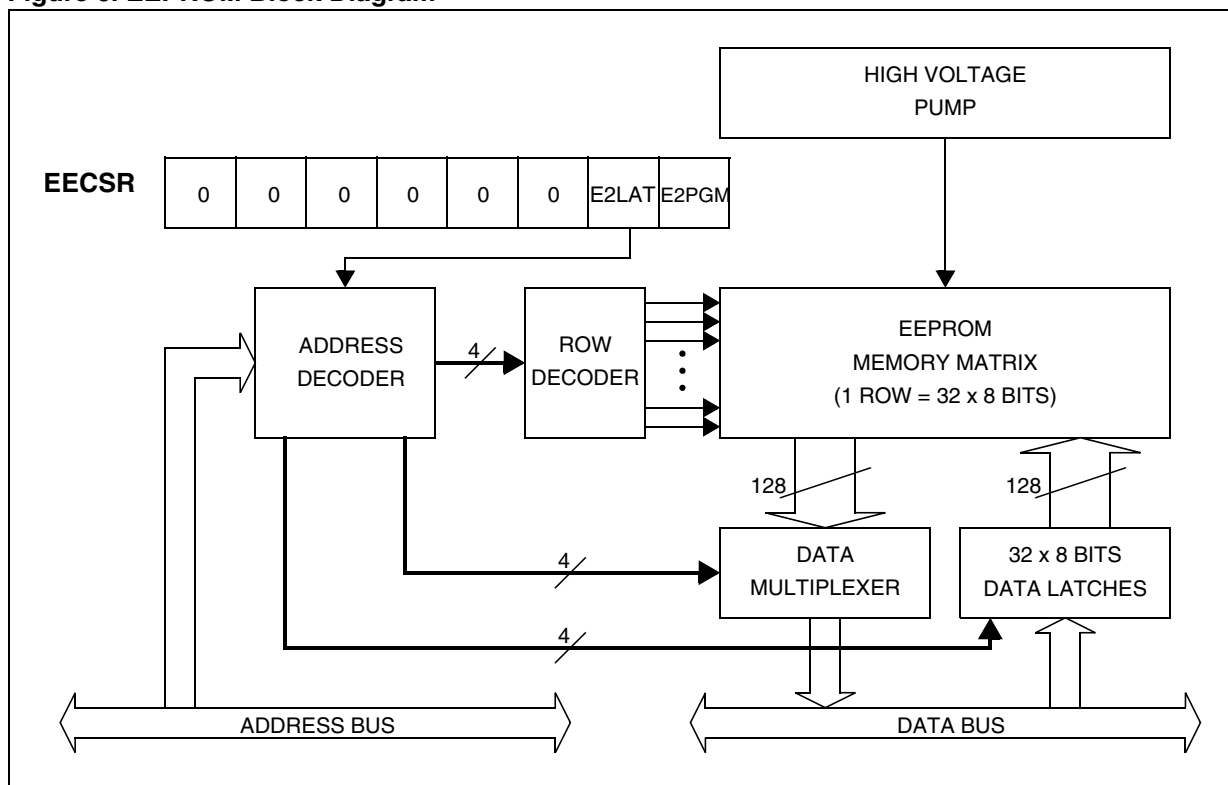 HIGH VOLTAGE
PUMP
EECSR
0 0 0 0 0 0 E2LAT E2PGM
ADDRESS
DECODER
4
ROW
DECODER
EEPROM
MEMORY MATRIX
(1 ROW = 32 x 8 BITS)
128
128
4
DATA
MULTIPLEXER
32 x 8 BITS
DATA LATCHES
4
ADDRESS BUS
DATA BUS